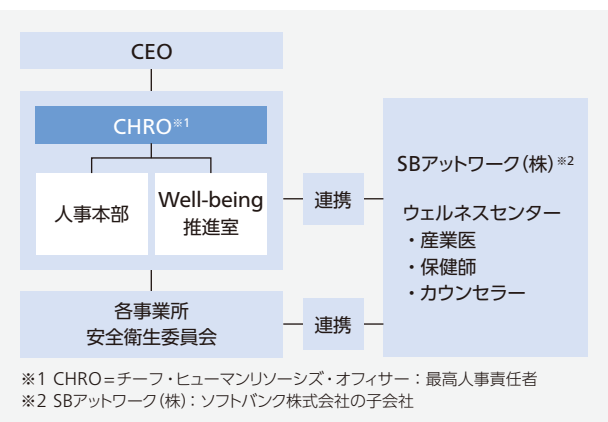 CEO
CHRO※1
人事本部
Well-being
推進室
連携
SBアットワーク(株)※2
ウェルネスセンター
・産業医
・保健師
・カウンセラー
各事業所
安全衛生委員会
連携
※1 CHRO=チーフ・ヒューマンリソーシズ・オフィサー:最高人事責任者
※2 SBアットワーク(株):ソフトバンク株式会社の子会社